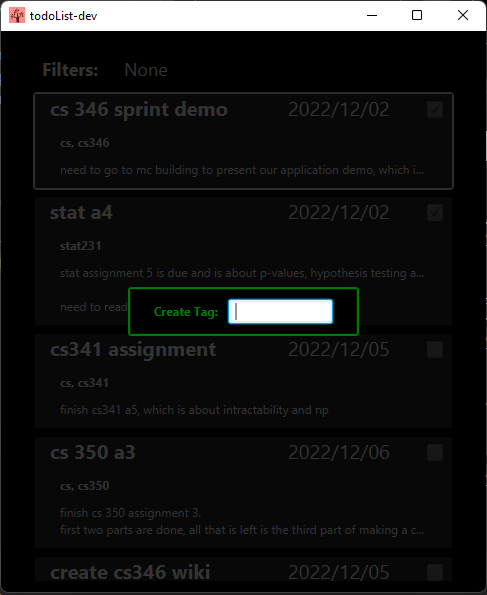 todoList-dev
Filters: None
cs 346 sprint demo 2022/12/02
cs, cs346
need to go to mc building to present our application demo, which i...
stat a4 2022/12/02
stat231
stat assignment 5 is due and is about p-values, hypothesis testing a...
need to read
Create Tag:
cs341 assignment 2022/12/05
cs, cs341
finish cs341 a5, which is about intractability and np
cs 350 a3 2022/12/06
cs, cs350
finish cs 350 assignment 3.
first two parts are done, all that is left is the third part of making a c...
create cs346 wiki 2022/12/05